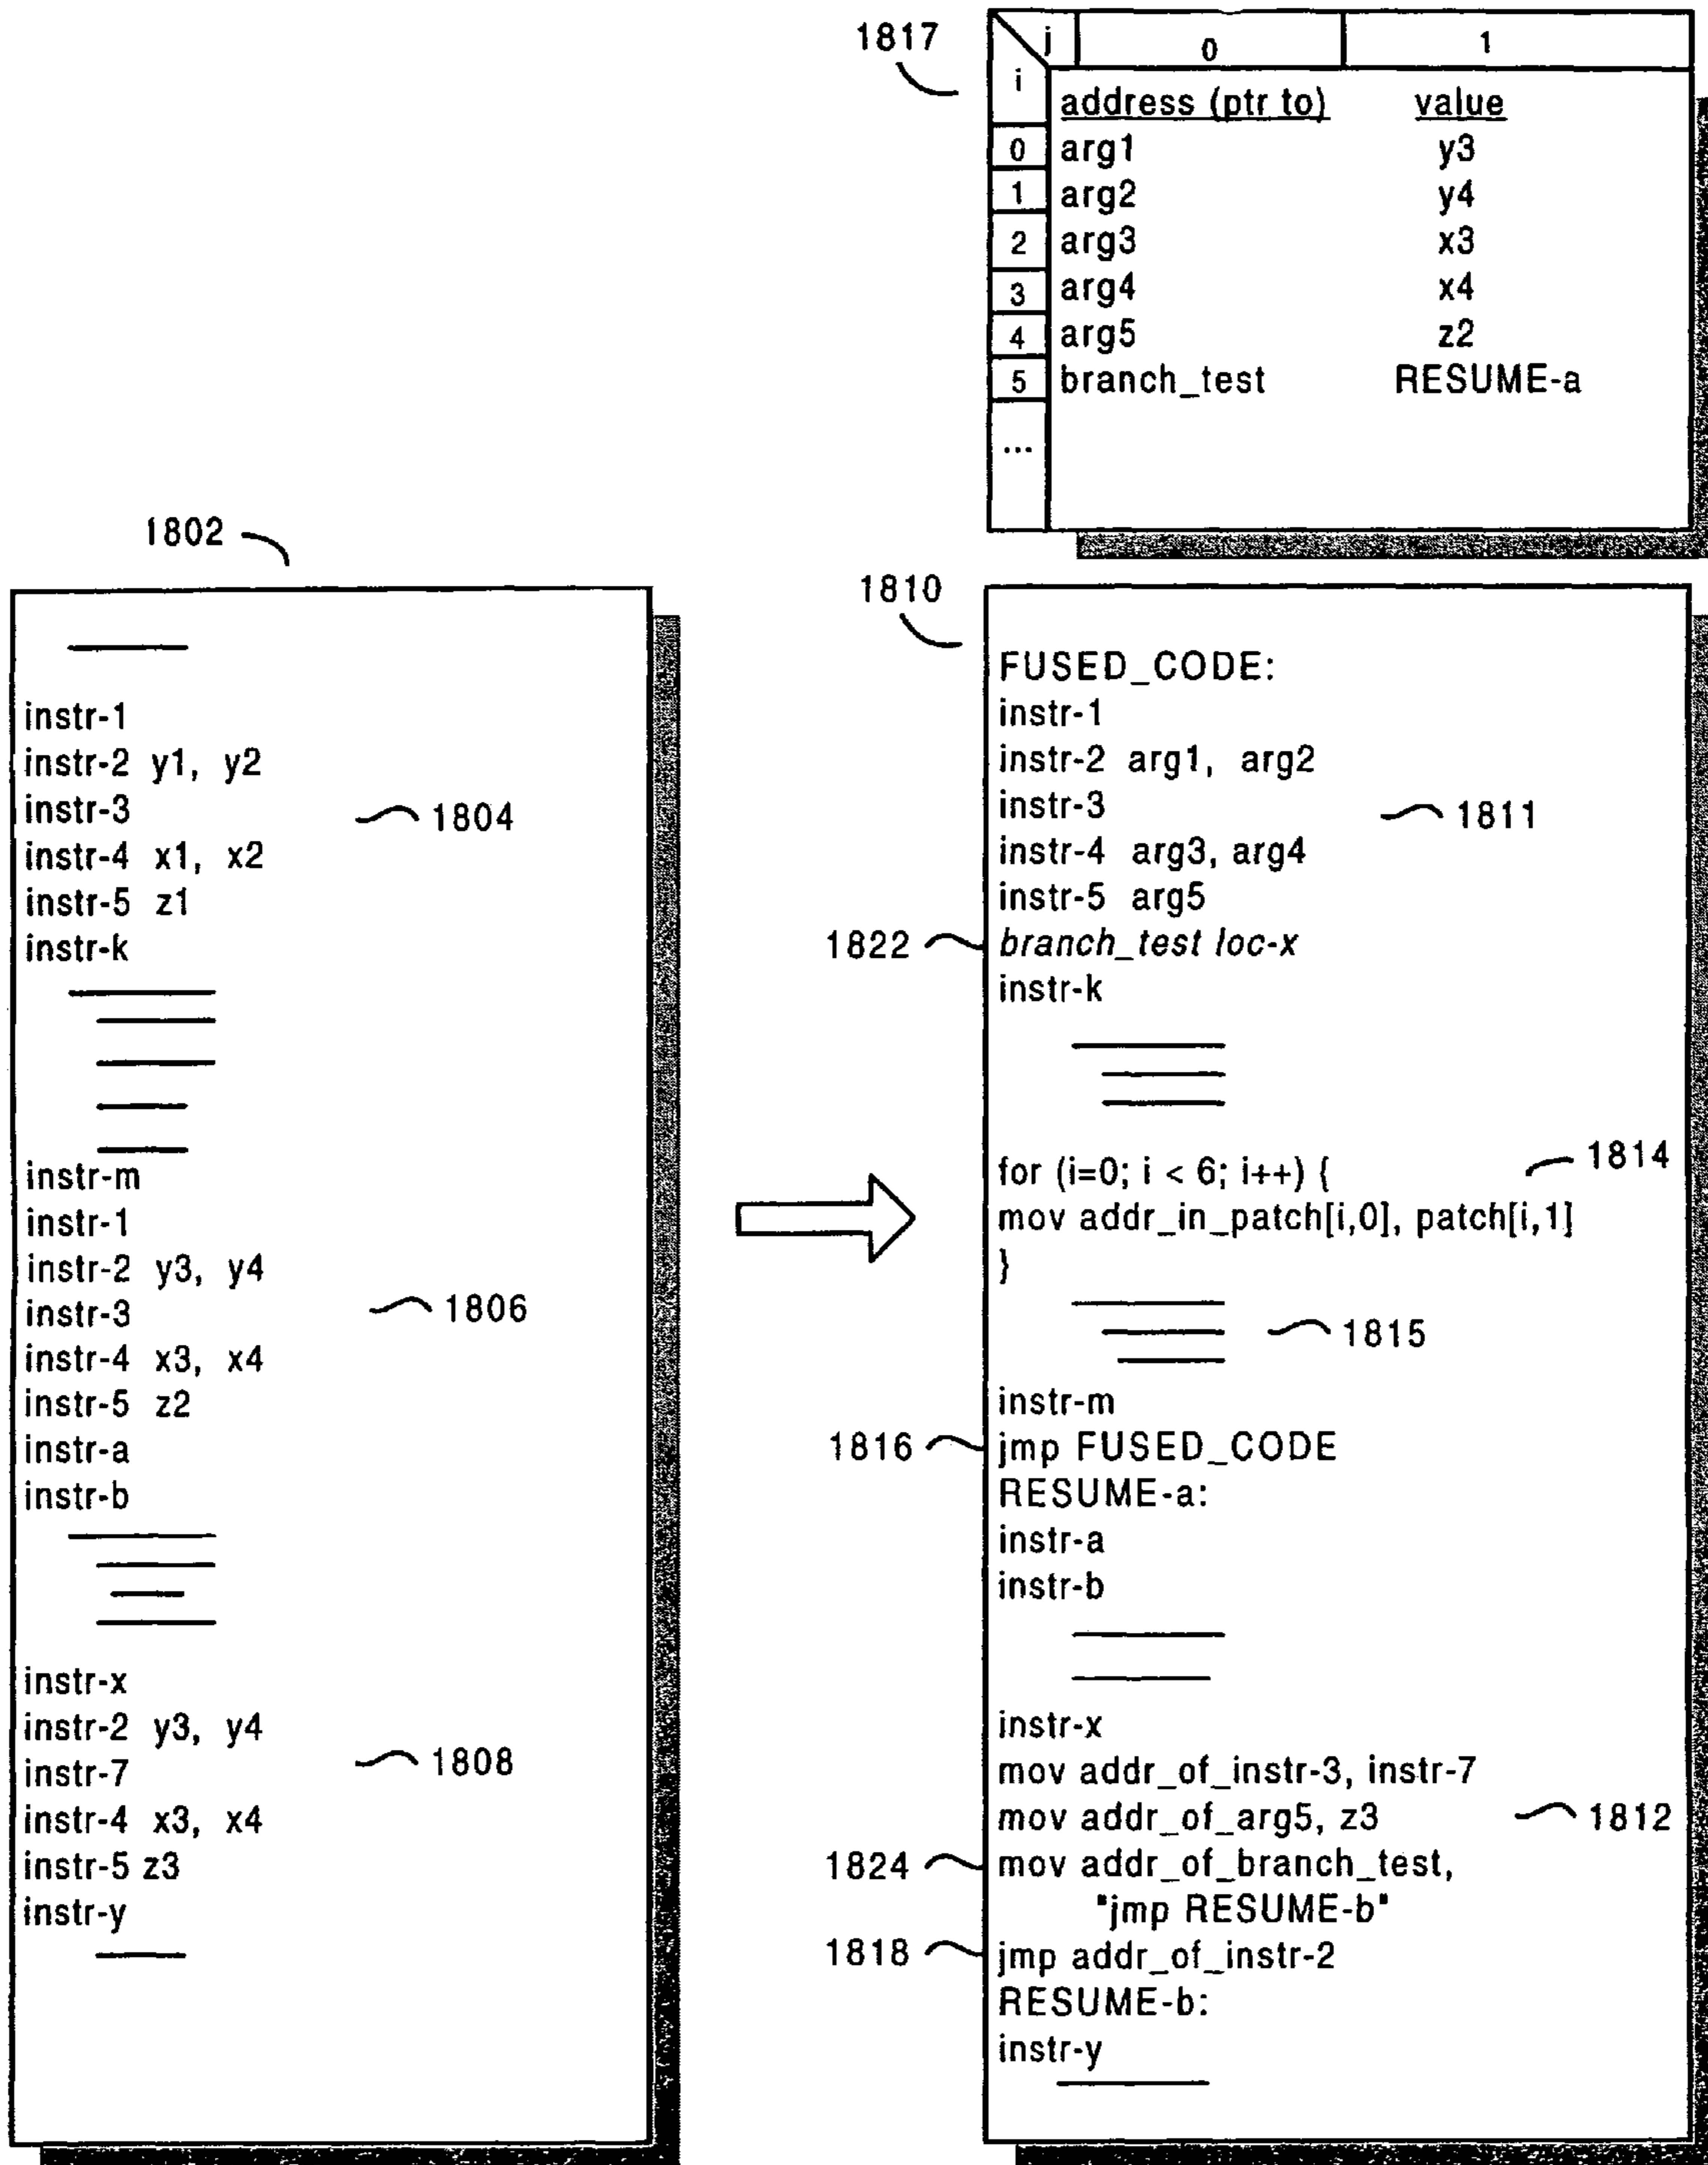 1817
j 0 1
i
address (ptr to) value
0 arg1 y3
1 arg2 y4
2 arg3 x3
3 arg4 x4
4 arg5 z2
5 branch_test RESUME-a
...
1802
instr-1
instr-2 y1, y2
instr-3
1804
instr-4 x1, x2
instr-5 z1
instr-k
instr-m
instr-1
instr-2 y3, y4
instr-3
1806
instr-4 x3, x4
instr-5 z2
instr-a
instr-b
instr-x
instr-2 y3, y4
instr-7
1808
instr-4 x3, x4
instr-5 z3
instr-y
1810
FUSED_CODE:
instr-1
instr-2 arg1, arg2
instr-3
1811
instr-4 arg3, arg4
instr-5 arg5
1822 branch_test loc-x
instr-k
for (i=0; i < 6; i++) {
1814
mov addr_in_patch[i,0], patch[i,1]
}
1815
instr-m
1816 jmp FUSED_CODE
RESUME-a:
instr-a
instr-b
instr-x
mov addr_of_instr-3, instr-7
mov addr_of_arg5, z3
1812
1824 mov addr_of_branch_test,
"jmp RESUME-b"
1818 jmp addr_of_instr-2
RESUME-b:
instr-y